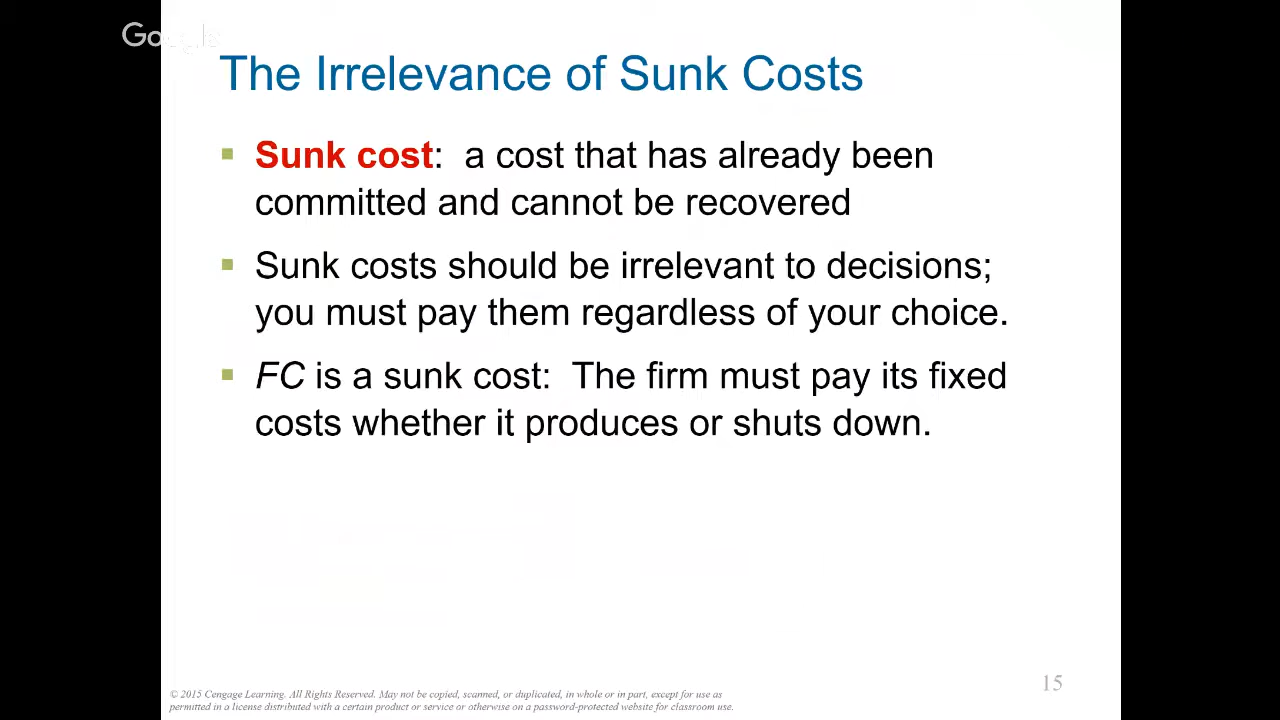 Google
The Irrelevance of Sunk Costs
Sunk cost: a cost that has already been
committed and cannot be recovered
Sunk costs should be irrelevant to decisions;
you must pay them regardless of your choice.
FC is a sunk cost: The firm must pay its fixed
costs whether it produces or shuts down.
© 2015 Cengage Learning. All Rights Reserved. May not be copied, scanned, or duplicated, in whole or in part, except for use as
permitted in a license distributed with a certain product or service or otherwise on a password-protected website for classroom use.
15